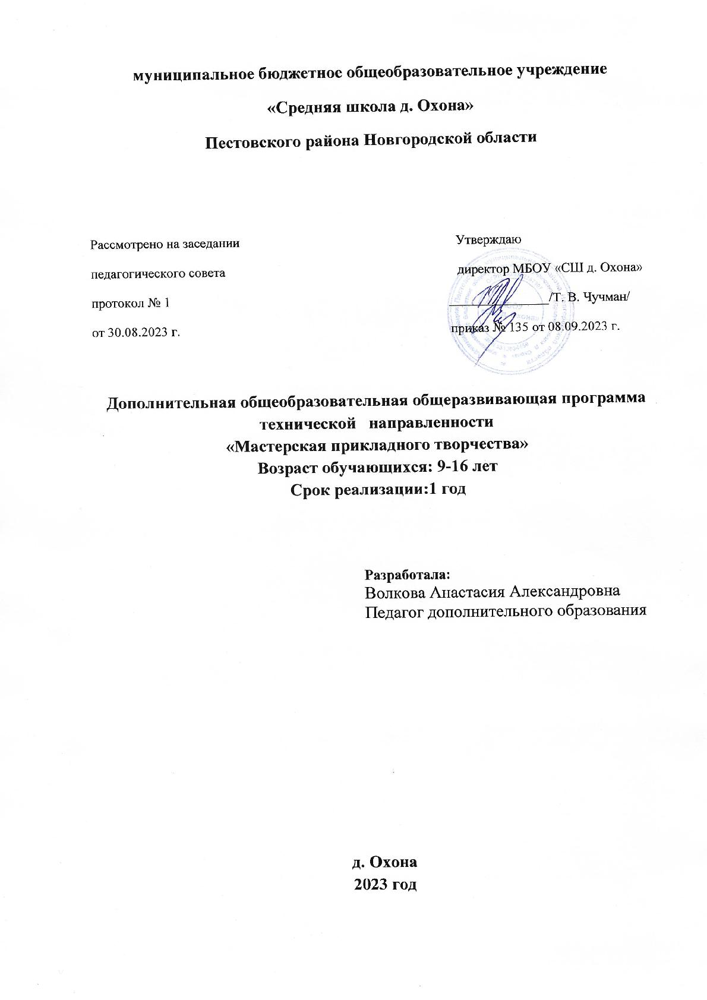 муниципальное бюджетное общеобразовательное учреждение
«Средняя школа д. Охона»
Пестовского района Новгородской области
Рассмотрено на заседании
педагогического совета
протокол № 1
от 30.08.2023 г.
Утверждаю
директор МБОУ «СШ д. Охона»
/Т. В. Чучман/
приказ № 135 от 08.09.2023 г.
Дополнительная общеобразовательная общеразвивающая программа
технической направленности
«Мастерская прикладного творчества»
Возраст обучающихся: 9-16 лет
Срок реализации:1 год
Разработала:
Волкова Анастасия Александровна
Педагог дополнительного образования
д. Охона
2023 год